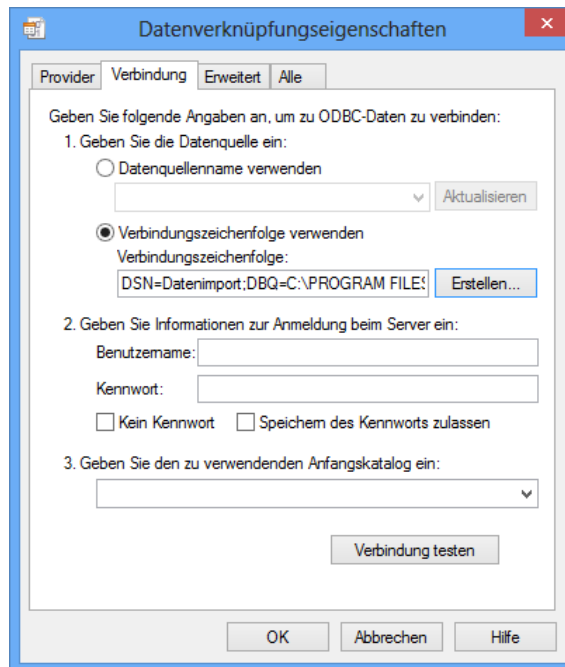 Datenverknüpfungseigenschaften
Provider Verbindung Erweitert Alle
Geben Sie folgende Angaben an, um zu ODBC-Daten zu verbinden:
1. Geben Sie die Datenquelle ein:
Datenquellenname verwenden
Aktualisieren
Verbindungszeichenfolge verwenden
Verbindungszeichenfolge:
DSN=Datenimport;DBQ=C:\PROGRAM FILES Erstellen...
2. Geben Sie Informationen zur Anmeldung beim Server ein:
Benutzername:
Kennwort:
Kein Kennwort Speichern des Kennworts zulassen
3. Geben Sie den zu verwendenden Anfangskatalog ein:
Verbindung testen
OK Abbrechen Hilfe